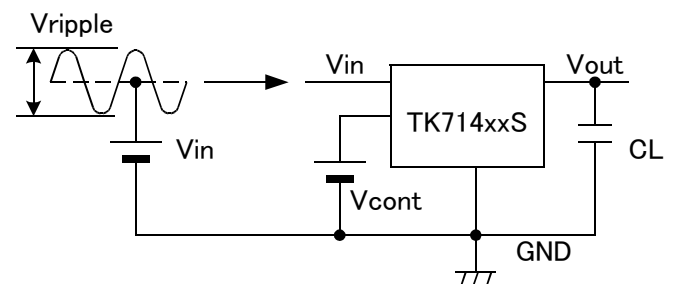 Vripple
Vin
Vout
TK714xxS
Vin
CL
Vcont
GND